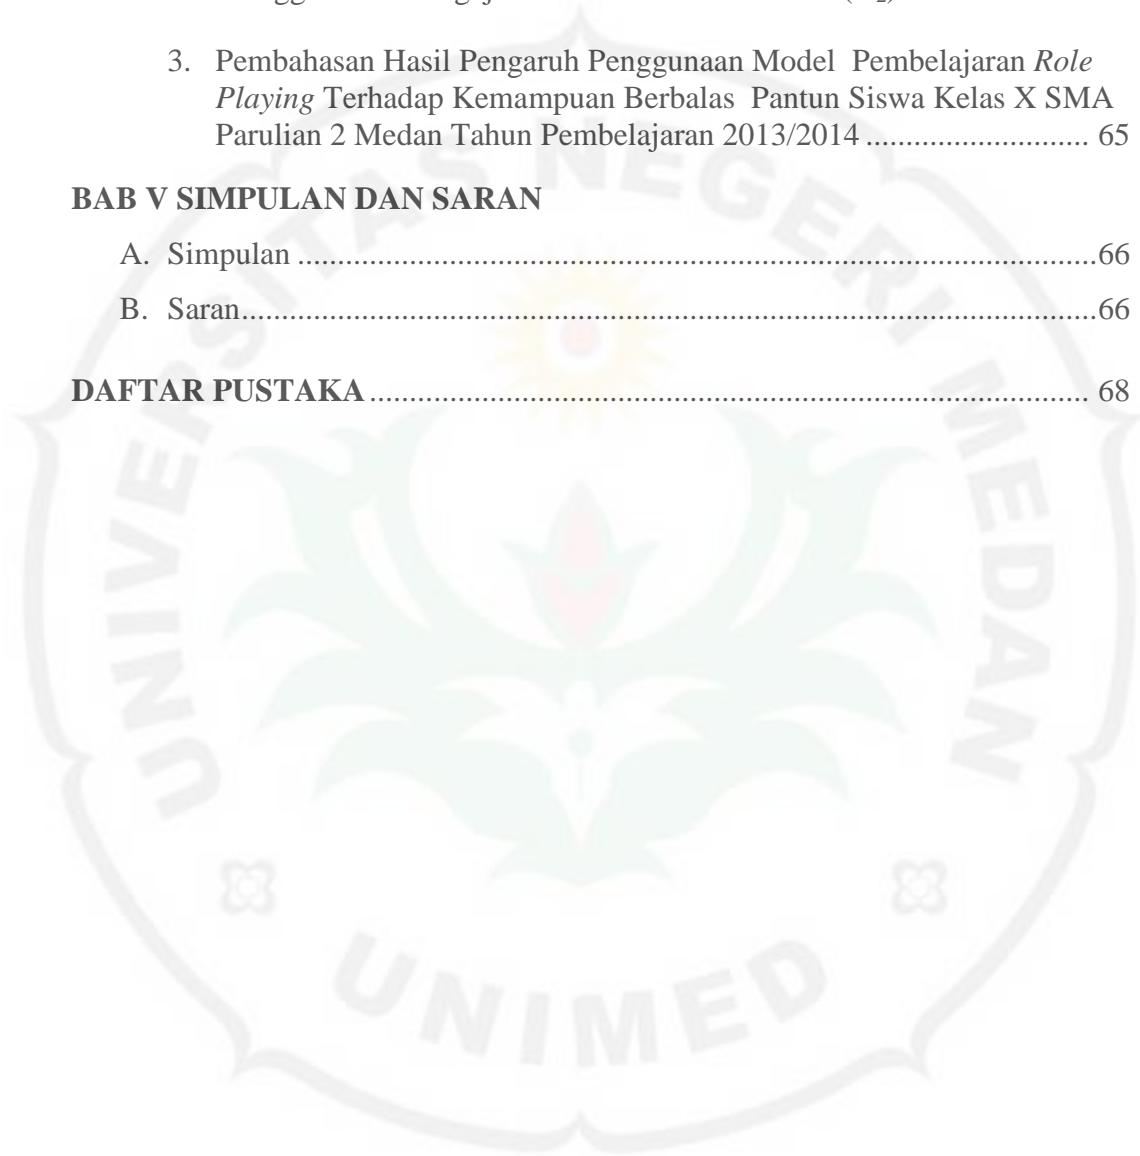 3. Pembahasan Hasil Pengaruh Penggunaan Model Pembelajaran Role
Playing Terhadap Kemampuan Berbalas Pantun Siswa Kelas X SMA
Parulian 2 Medan Tahun Pembelajaran 2013/2014 .......................... 65
BAB V SIMPULAN DAN SARAN
A. Simpulan ..................................................................................66
B. Saran........................................................................................66
DAFTAR PUSTAKA .......................................................................... 68
UNIVERSITAS NEGERI MEDAN
UNIMED